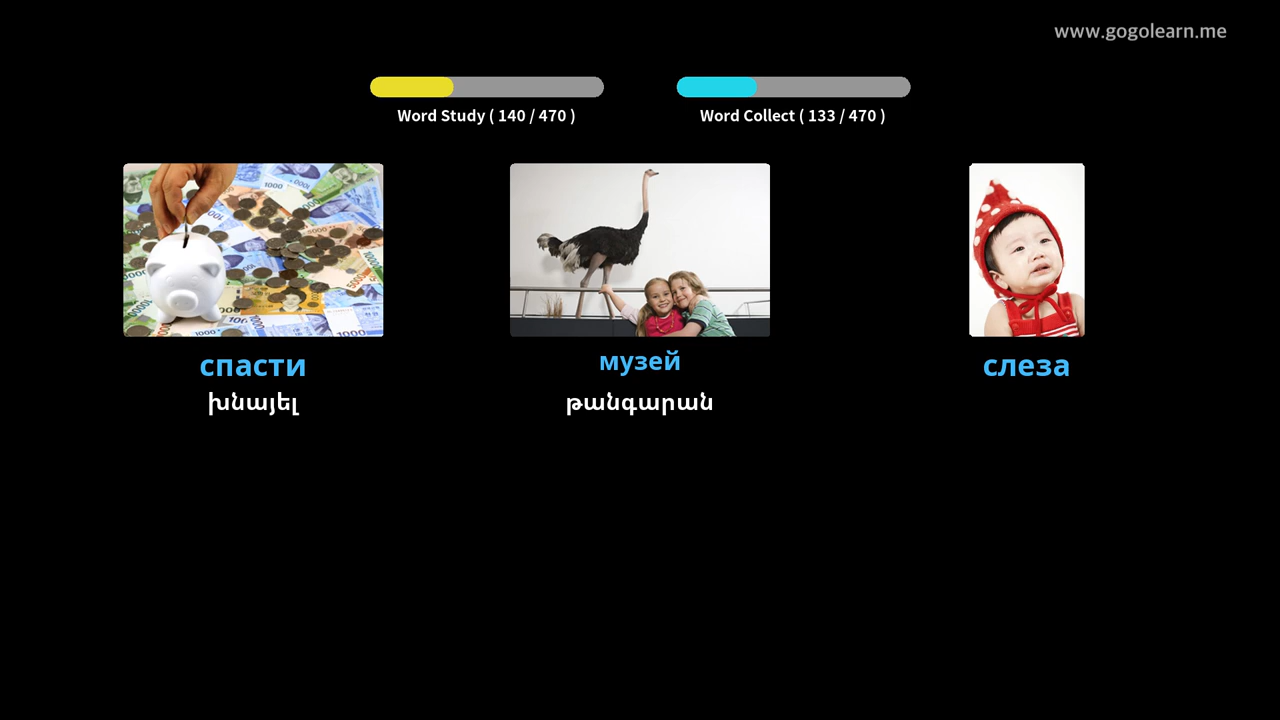 www.gogolearn.me
Word Study ( 140 / 470 )
Word Collect ( 133 / 470 )
спасти
музей
слеза
խնայել
թանգարան